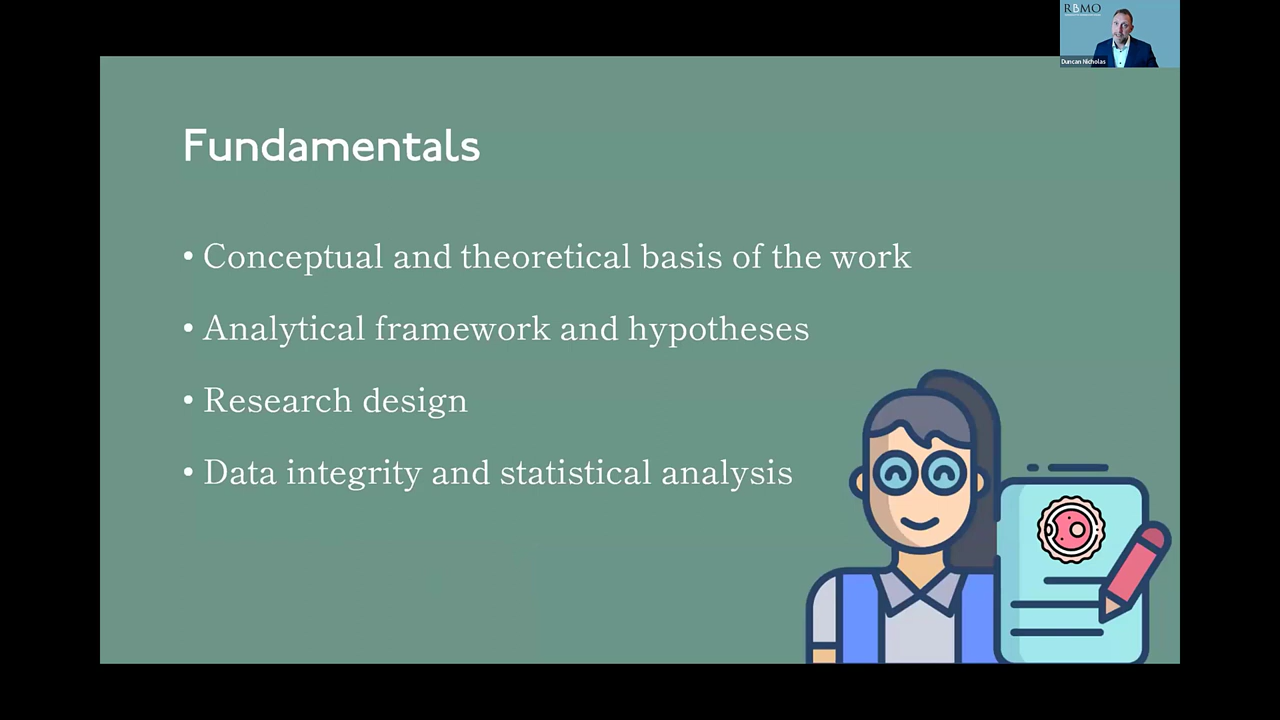 RBMO
Duncan Nicholas
Fundamentals
• Conceptual and theoretical basis of the work
• Analytical framework and hypotheses
• Research design
• Data integrity and statistical analysis